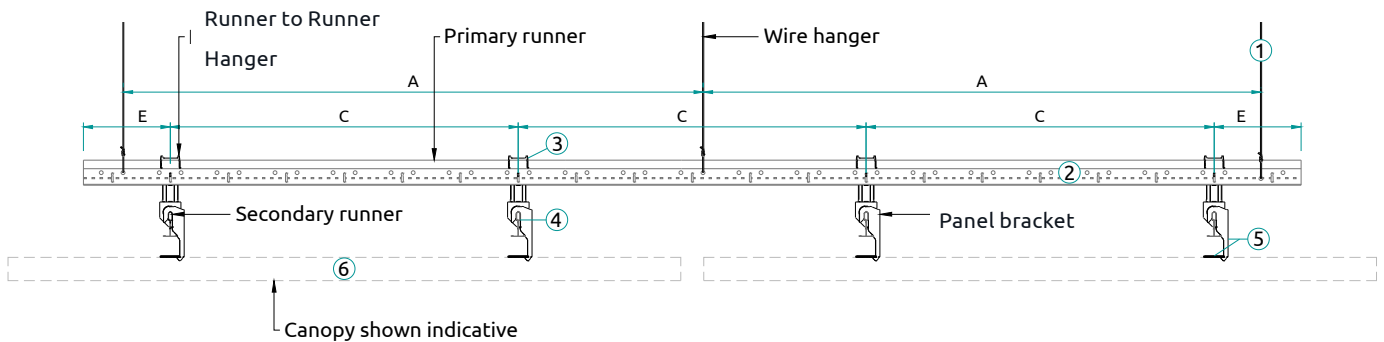 Runner to Runner
Hanger
Primary runner
Wire hanger
1
A
A
E
C
C
C
E
3
2
Secondary runner
4
Panel bracket
5
6
Canopy shown indicative